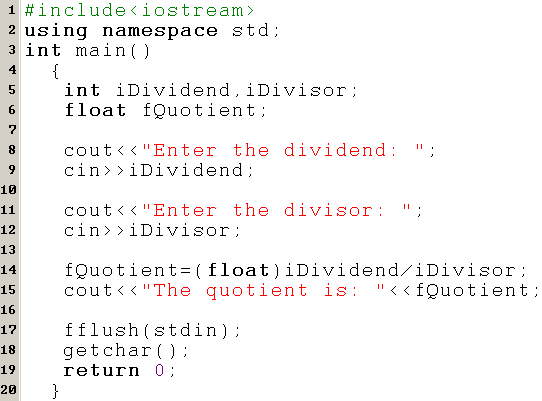 1 #include<iostream>
2 using namespace std;
3 int main()
4 {
5 int iDividend,iDivisor;
6 float fQuotient;
7
8 cout<<"Enter the dividend: ";
9 cin>>iDividend;
10
11 cout<<"Enter the divisor: ";
12 cin>>iDivisor;
13
14 fQuotient=(float)iDividend/iDivisor;
15 cout<<"The quotient is: "<<fQuotient;
16
17 fflush(stdin);
18 getchar();
19 return 0;
20 }